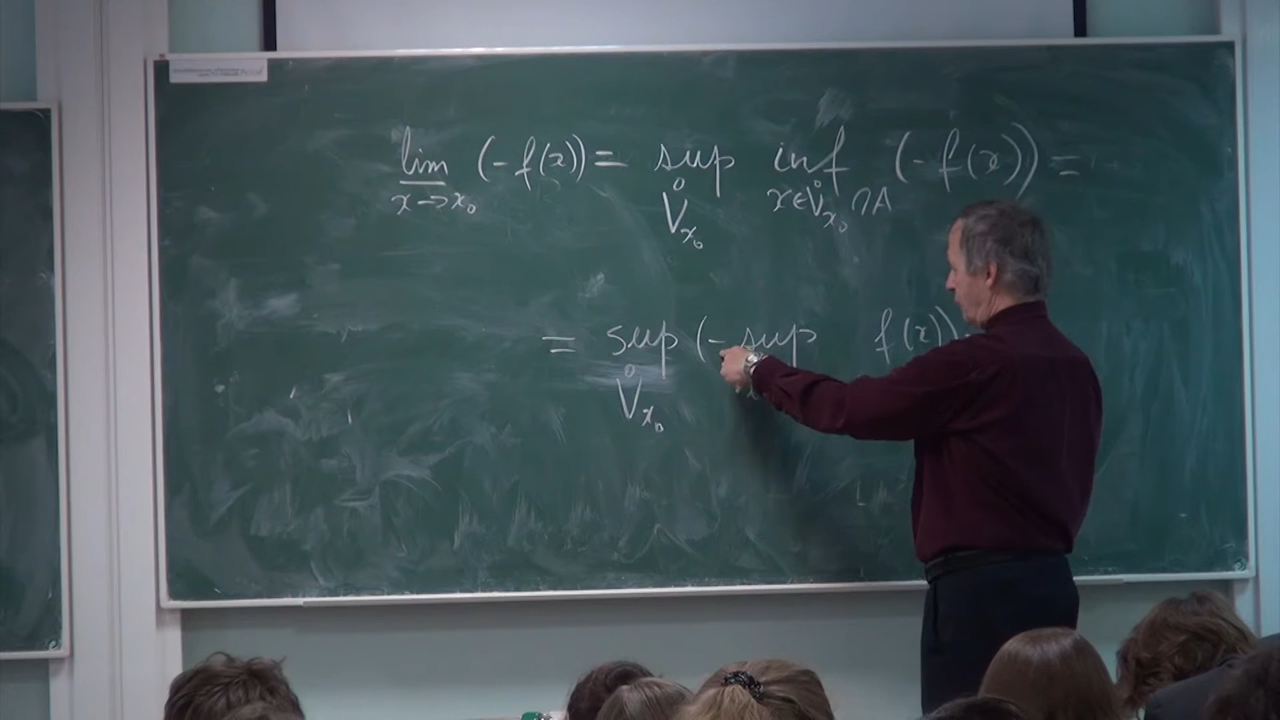 lim (-f(x)) = sup inf (-f(x)) =
x→x₀ V̊ₓ₀ x∈V̊ₓ₀∩A
= sup (-sup f(x))
V̊ₓ₀